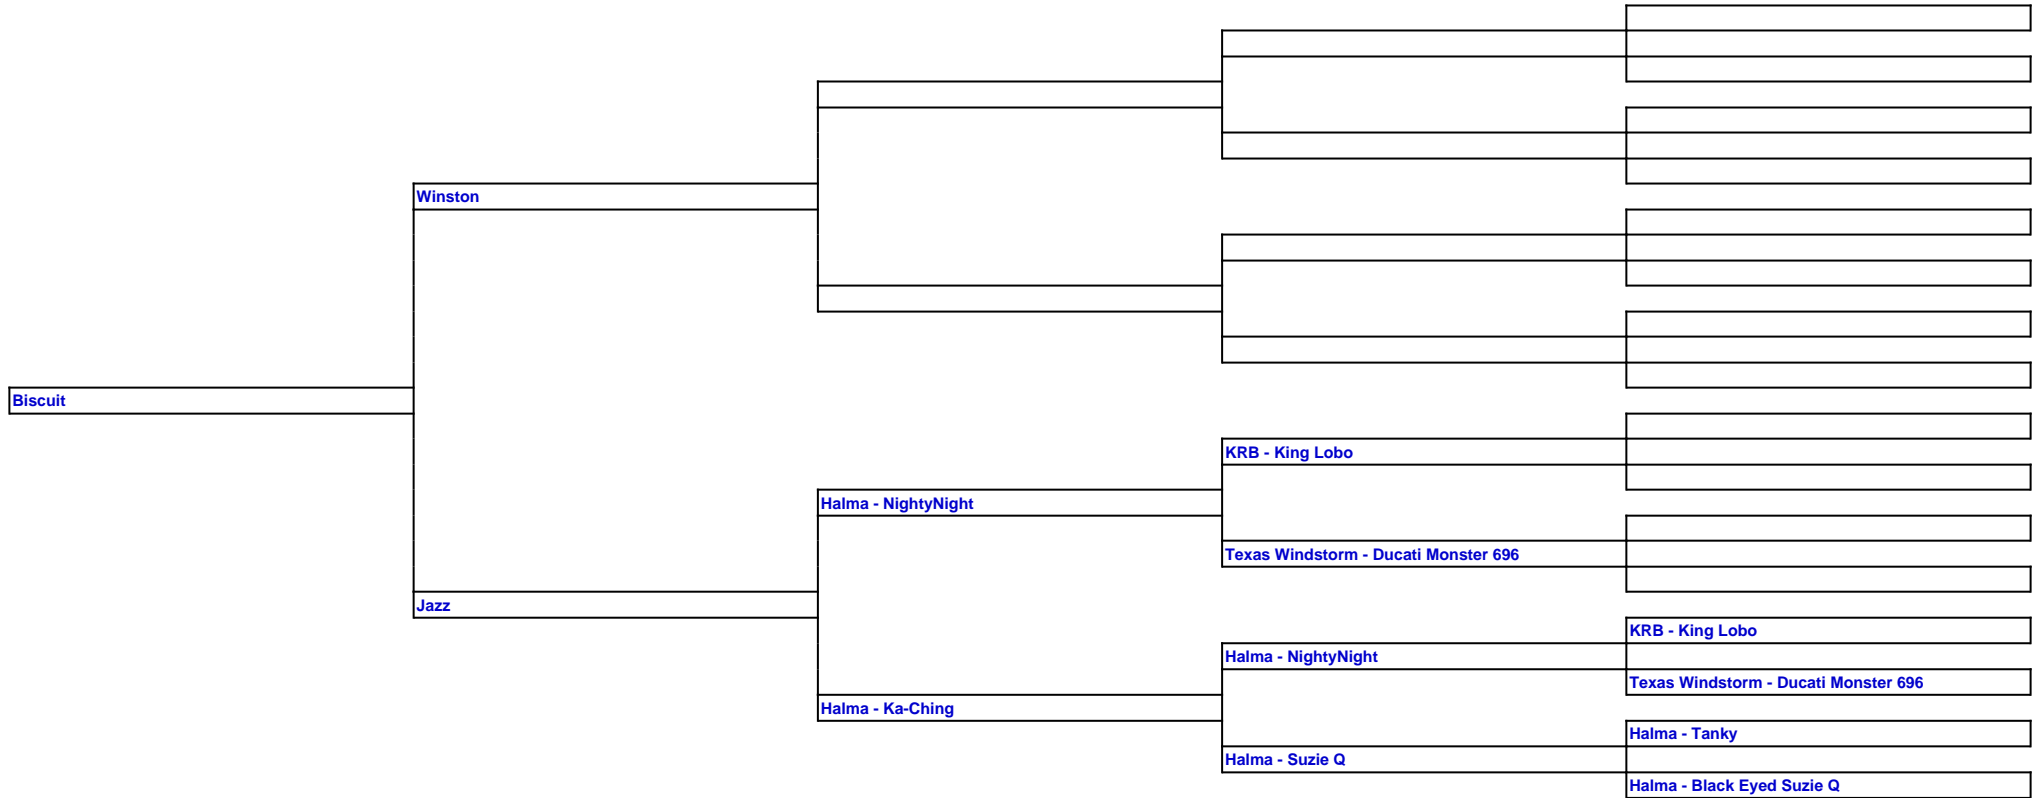 Winston
Biscuit
KRB - King Lobo
Halma - NightyNight
Texas Windstorm - Ducati Monster 696
Jazz
KRB - King Lobo
Halma - NightyNight
Texas Windstorm - Ducati Monster 696
Halma - Ka-Ching
Halma - Tanky
Halma - Suzie Q
Halma - Black Eyed Suzie Q